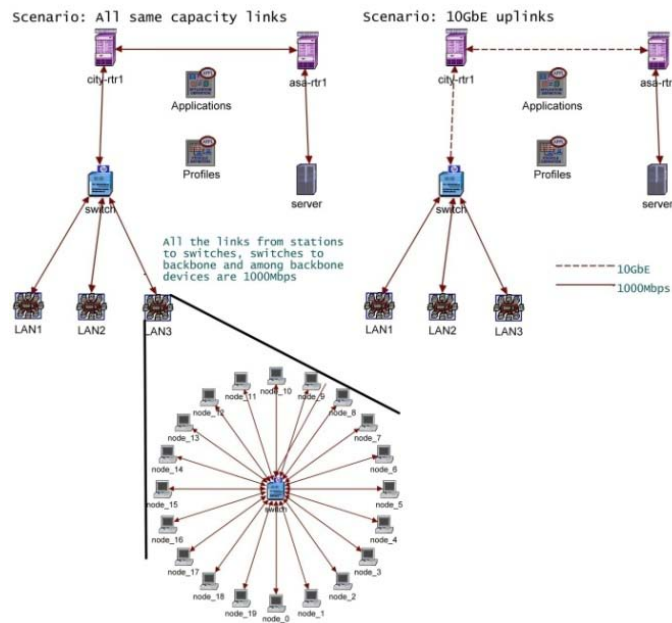 Scenario: All same capacity links
Scenario: 10GbE uplinks
city-rtr1
asa-rtr1
Applications
Profiles
switch
server
All the links from stations
to switches, switches to
backbone and among backbone
devices are 1000Mbps
LAN1
LAN2
LAN3
city-rtr1
asa-rtr1
Applications
Profiles
switch
server
10GbE
1000Mbps
LAN1
LAN2
LAN3
node_10
node_11
node_9
node_12
node_8
node_13
node_7
node_14
node_6
node_15
switch
node_5
node_16
node_4
node_17
node_3
node_18
node_2
node_19
node_0
node_1